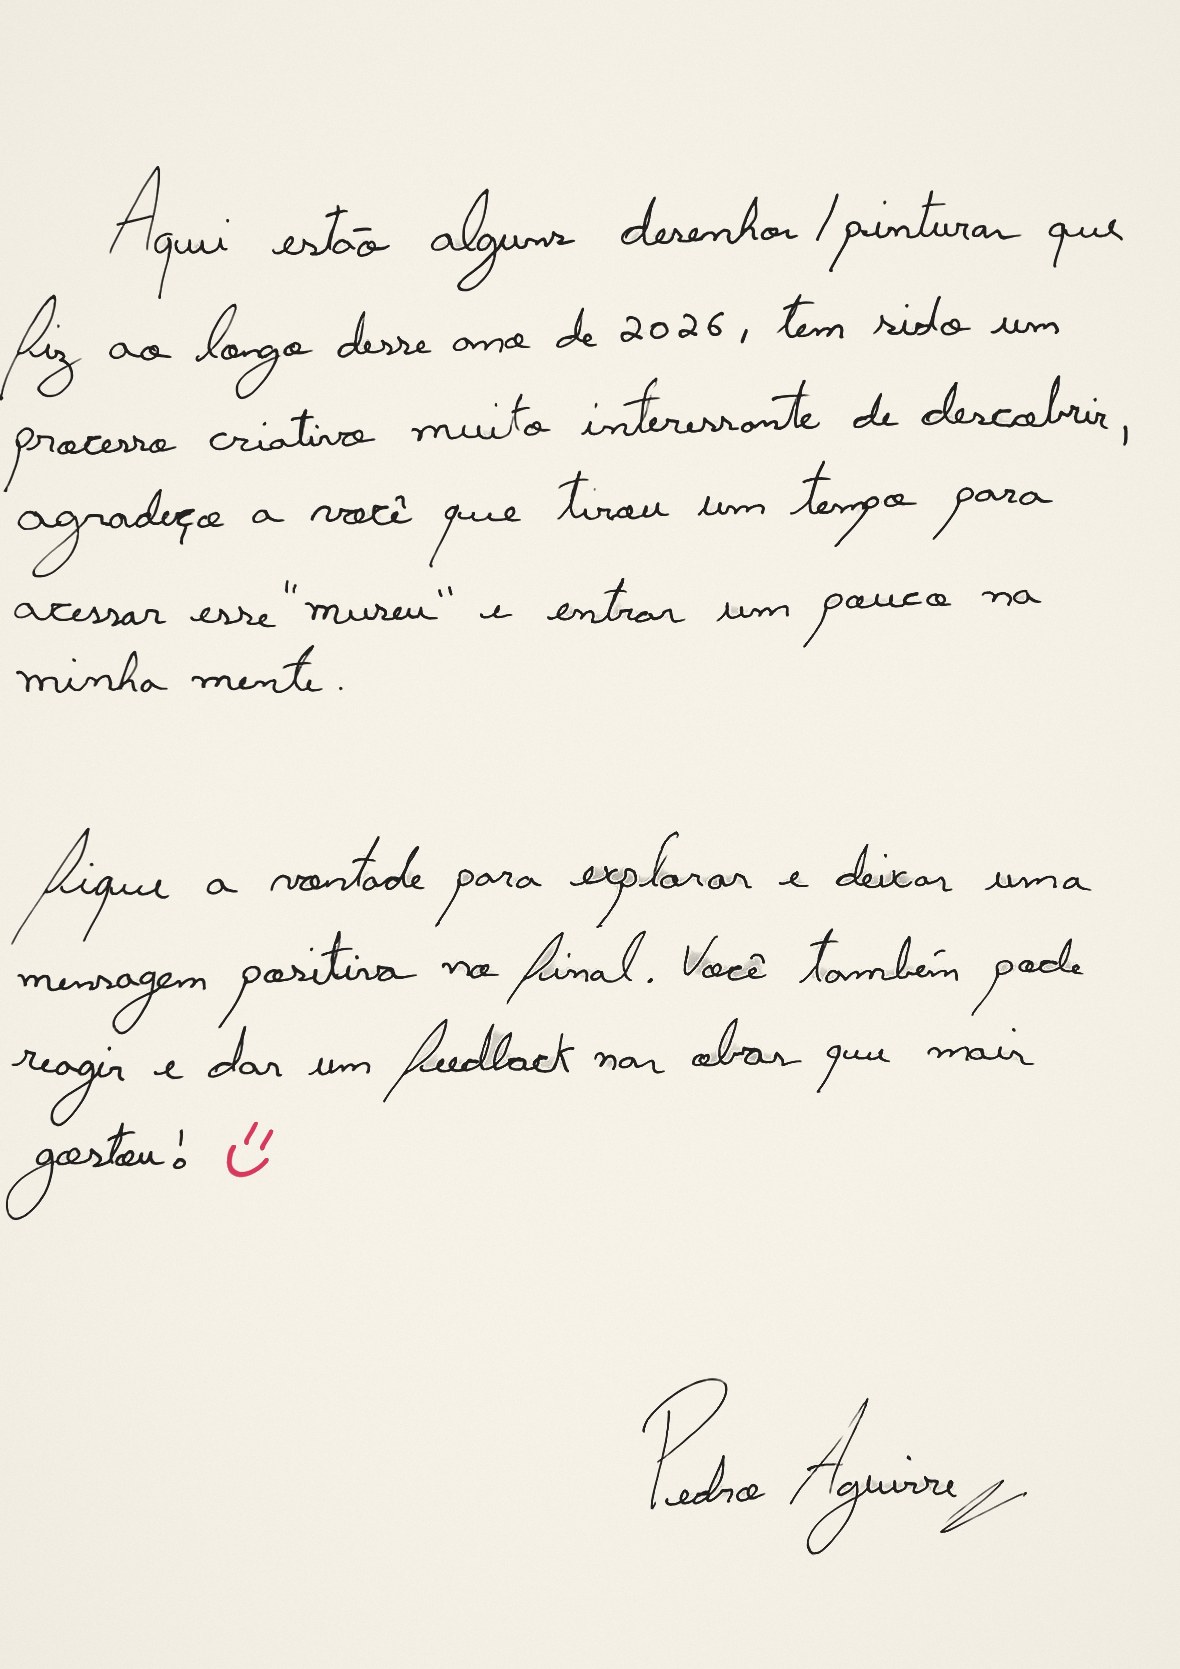 Aqui estão alguns desenhos/pinturas que
fiz ao longo desse ano de 2026, tem sido um
processo criativo muito interessante de descobrir,
agradeço a você que tirou um tempo para
acessar esse "museu" e entrar um pouco na
minha mente.
fique a vontade para explorar e deixar uma
mensagem positiva no final. Você também pode
reagir e dar um feedback nas obras que mais
gostou!
Pedro Aguirre